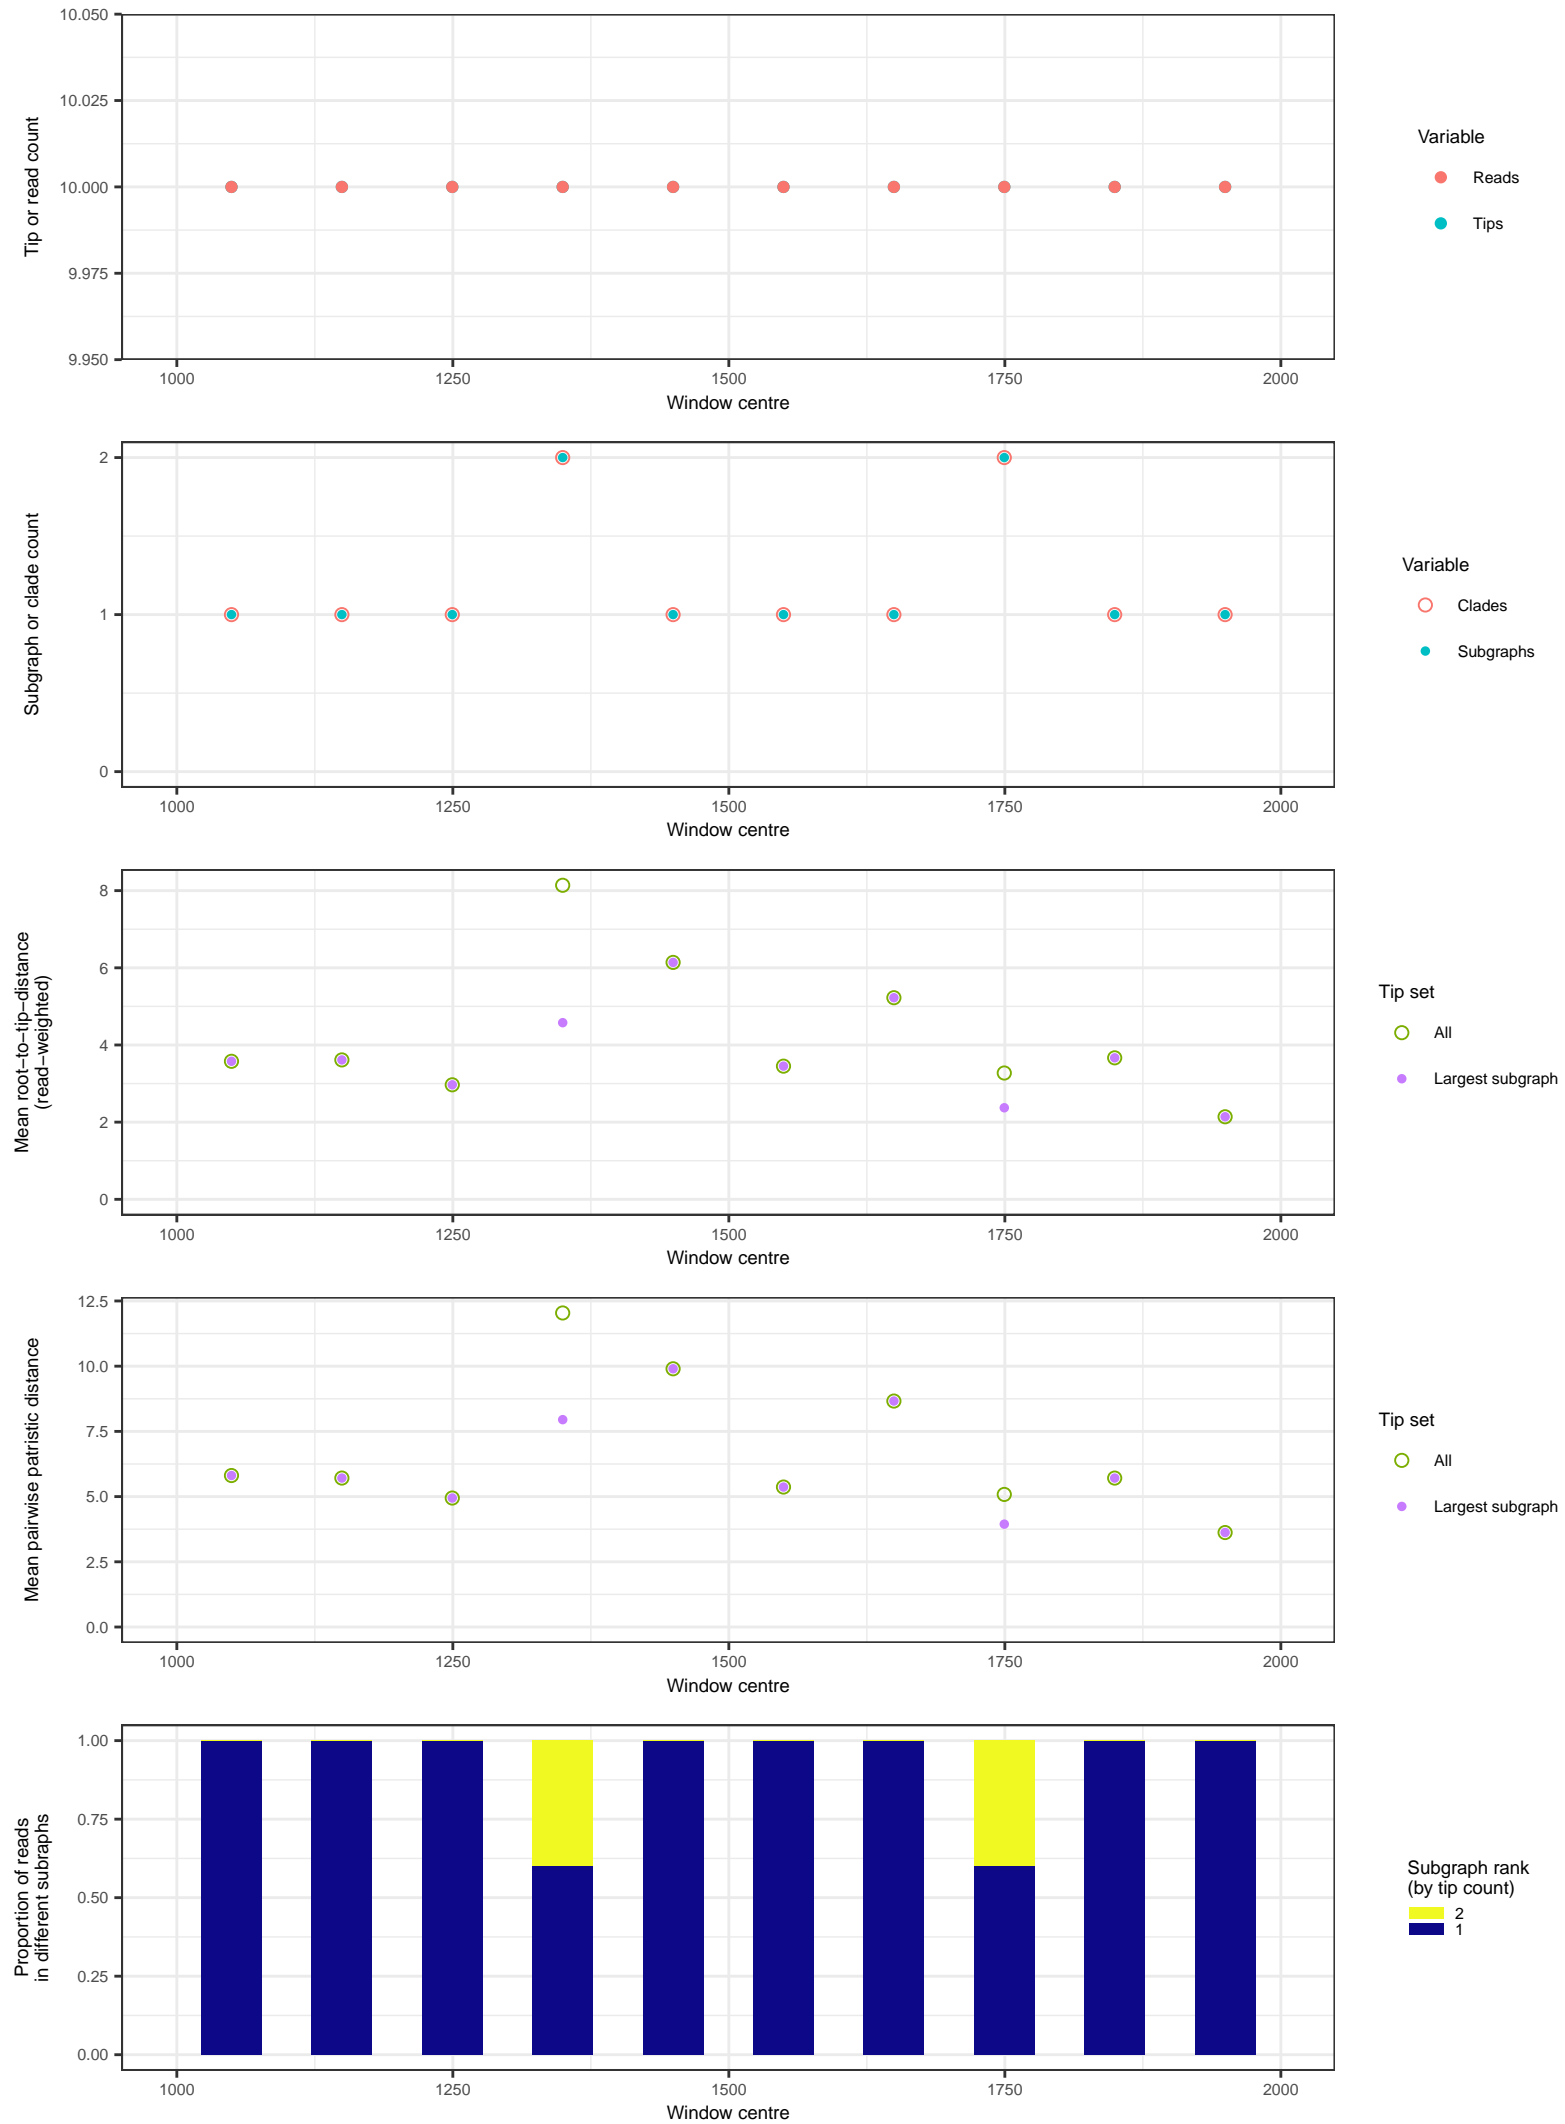 10.050
10.025
10.000
9.975
9.950
Tip or read count
1000 1250 1500 1750 2000
Window centre
Variable
Reads
Tips
2
1
0
Subgraph or clade count
1000 1250 1500 1750 2000
Window centre
Variable
Clades
Subgraphs
8
6
4
2
0
Mean root−to−tip−distance
(read−weighted)
1000 1250 1500 1750 2000
Window centre
Tip set
All
Largest subgraph
12.5
10.0
7.5
5.0
2.5
0.0
Mean pairwise patristic distance
1000 1250 1500 1750 2000
Window centre
Tip set
All
Largest subgraph
1.00
0.75
0.50
0.25
0.00
Proportion of reads
in different subraphs
1000 1250 1500 1750 2000
Window centre
Subgraph rank
(by tip count)
2
1